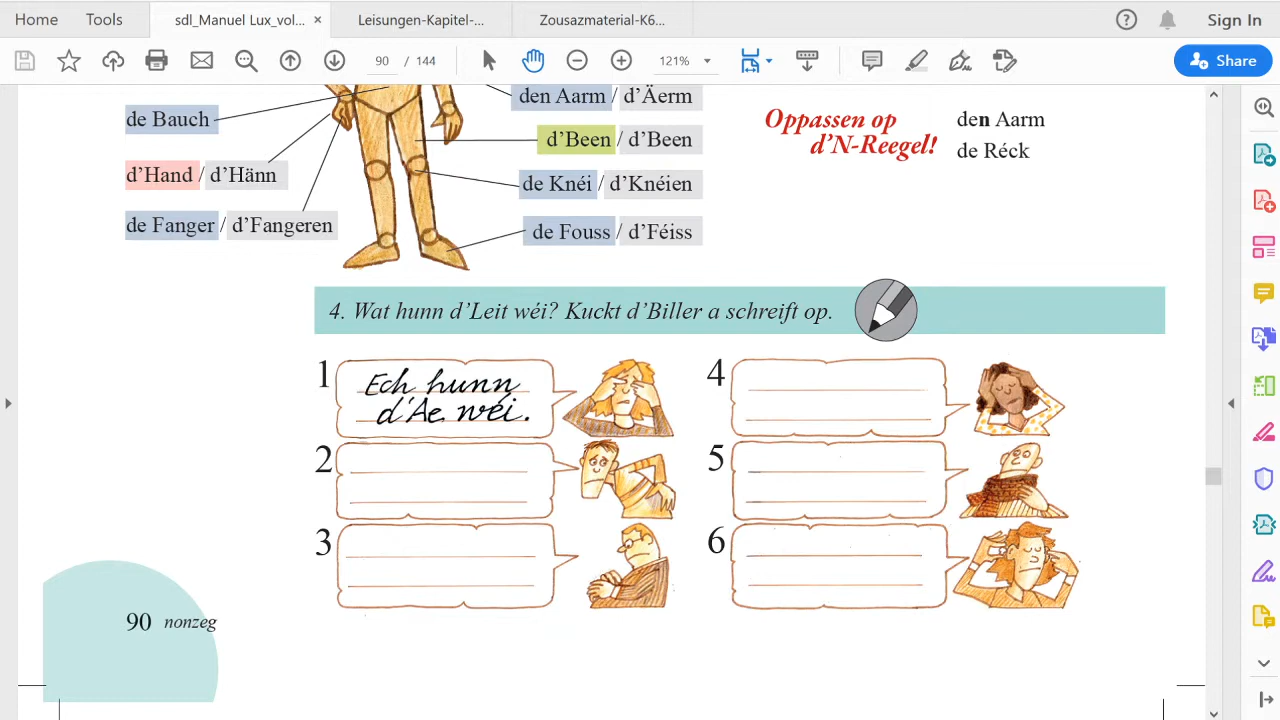 Home
Tools
sdl_Manuel Lux_vol... ×
Leisungen-Kapitel-...
Zousazmaterial-K6...
Sign In
90 / 144
121%
Share
de Bauch
d'Hand / d'Hänn
de Fanger / d'Fangeren
den Aarm / d'Äerm
d'Been / d'Been
de Knéi / d'Knéien
de Fouss / d'Féiss
Oppassen op
d'N-Reegel!
den Aarm
de Réck
4. Wat hunn d'Leit wéi? Kuckt d'Biller a schreift op.
1
Ech hunn
d'Ae wéi.
2
3
4
5
6
90 nonzeg